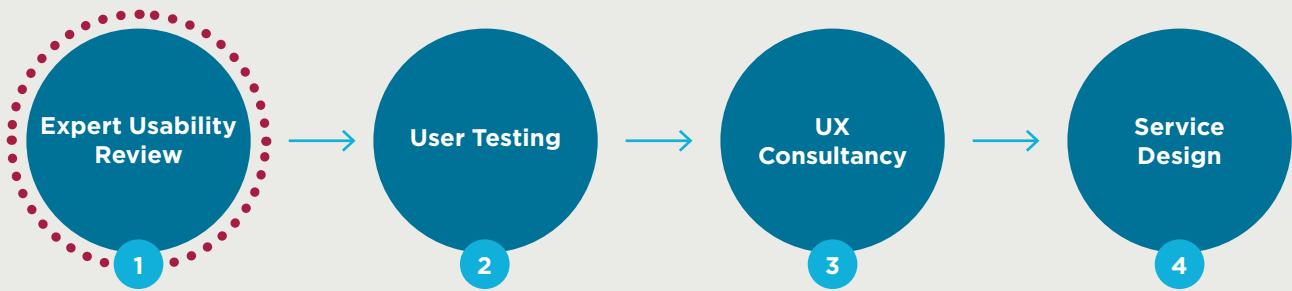 Expert Usability
Review
1
User Testing
2
UX
Consultancy
3
Service
Design
4